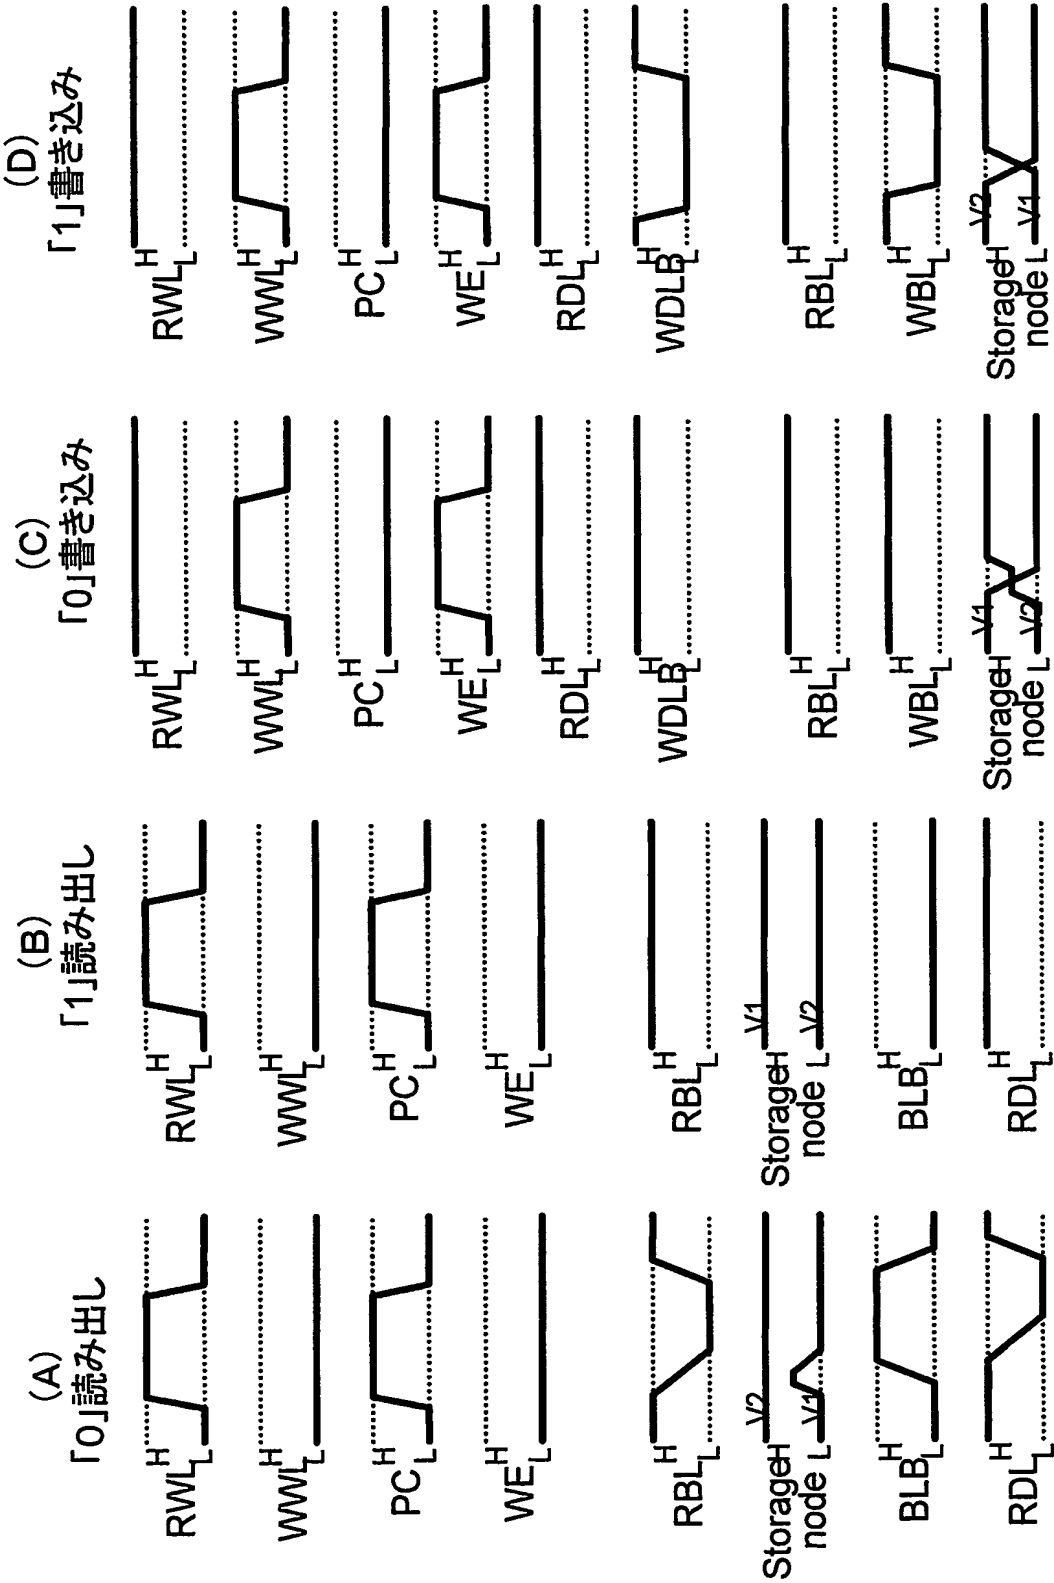 (A)
「0」読み出し
RWL H L
WWL H L
PC H L
WE H L
RBL H L
Storage node H L
V2
V1
BLB H L
RDL H L
(B)
「1」読み出し
RWL H L
WWL H L
PC H L
WE H L
RBL H L
Storage node H L
V1
V2
BLB H L
RDL H L
(C)
「0」書き込み
RWL H L
WWL H L
PC H L
WE H L
RDL H L
WDLB H L
RBL H L
WBL H L
Storage node H L
V1
V2
(D)
「1」書き込み
RWL H L
WWL H L
PC H L
WE H L
RDL H L
WDLB H L
RBL H L
WBL H L
Storage node H L
V2
V1